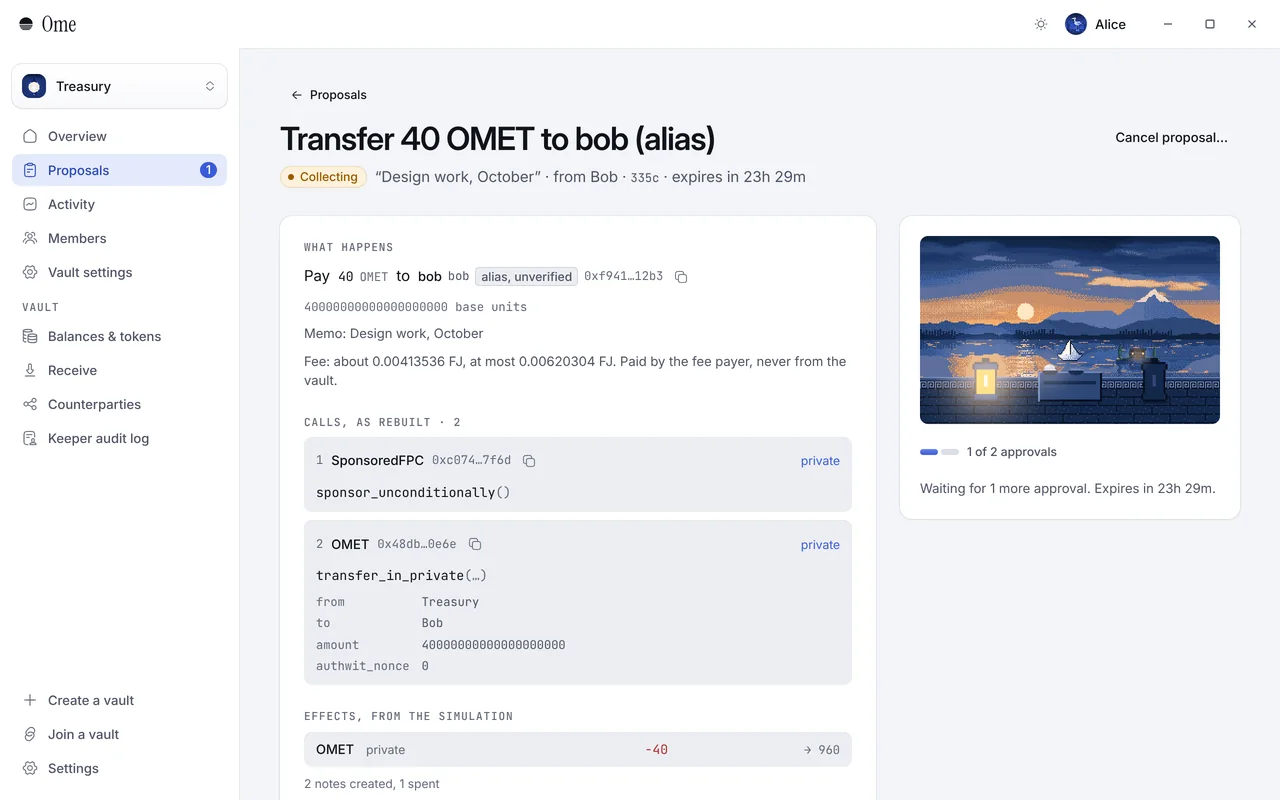 Ome
Alice
Treasury
Overview
Proposals 1
Activity
Members
Vault settings
VAULT
Balances & tokens
Receive
Counterparties
Keeper audit log
Create a vault
Join a vault
Settings
← Proposals
Transfer 40 OMET to bob (alias)
Cancel proposal...
Collecting “Design work, October” · from Bob · 335c · expires in 23h 29m
WHAT HAPPENS
Pay 40 OMET to bob bob alias, unverified 0xf941…12b3
40000000000000000000 base units
Memo: Design work, October
Fee: about 0.00413536 FJ, at most 0.00620304 FJ. Paid by the fee payer, never from the
vault.
CALLS, AS REBUILT · 2
1 SponsoredFPC 0xc074…7f6d private
sponsor_unconditionally()
2 OMET 0x48db…0e6e private
transfer_in_private(…)
from Treasury
to Bob
amount 40000000000000000000
authwit_nonce 0
EFFECTS, FROM THE SIMULATION
OMET private -40 → 960
2 notes created, 1 spent
1 of 2 approvals
Waiting for 1 more approval. Expires in 23h 29m.